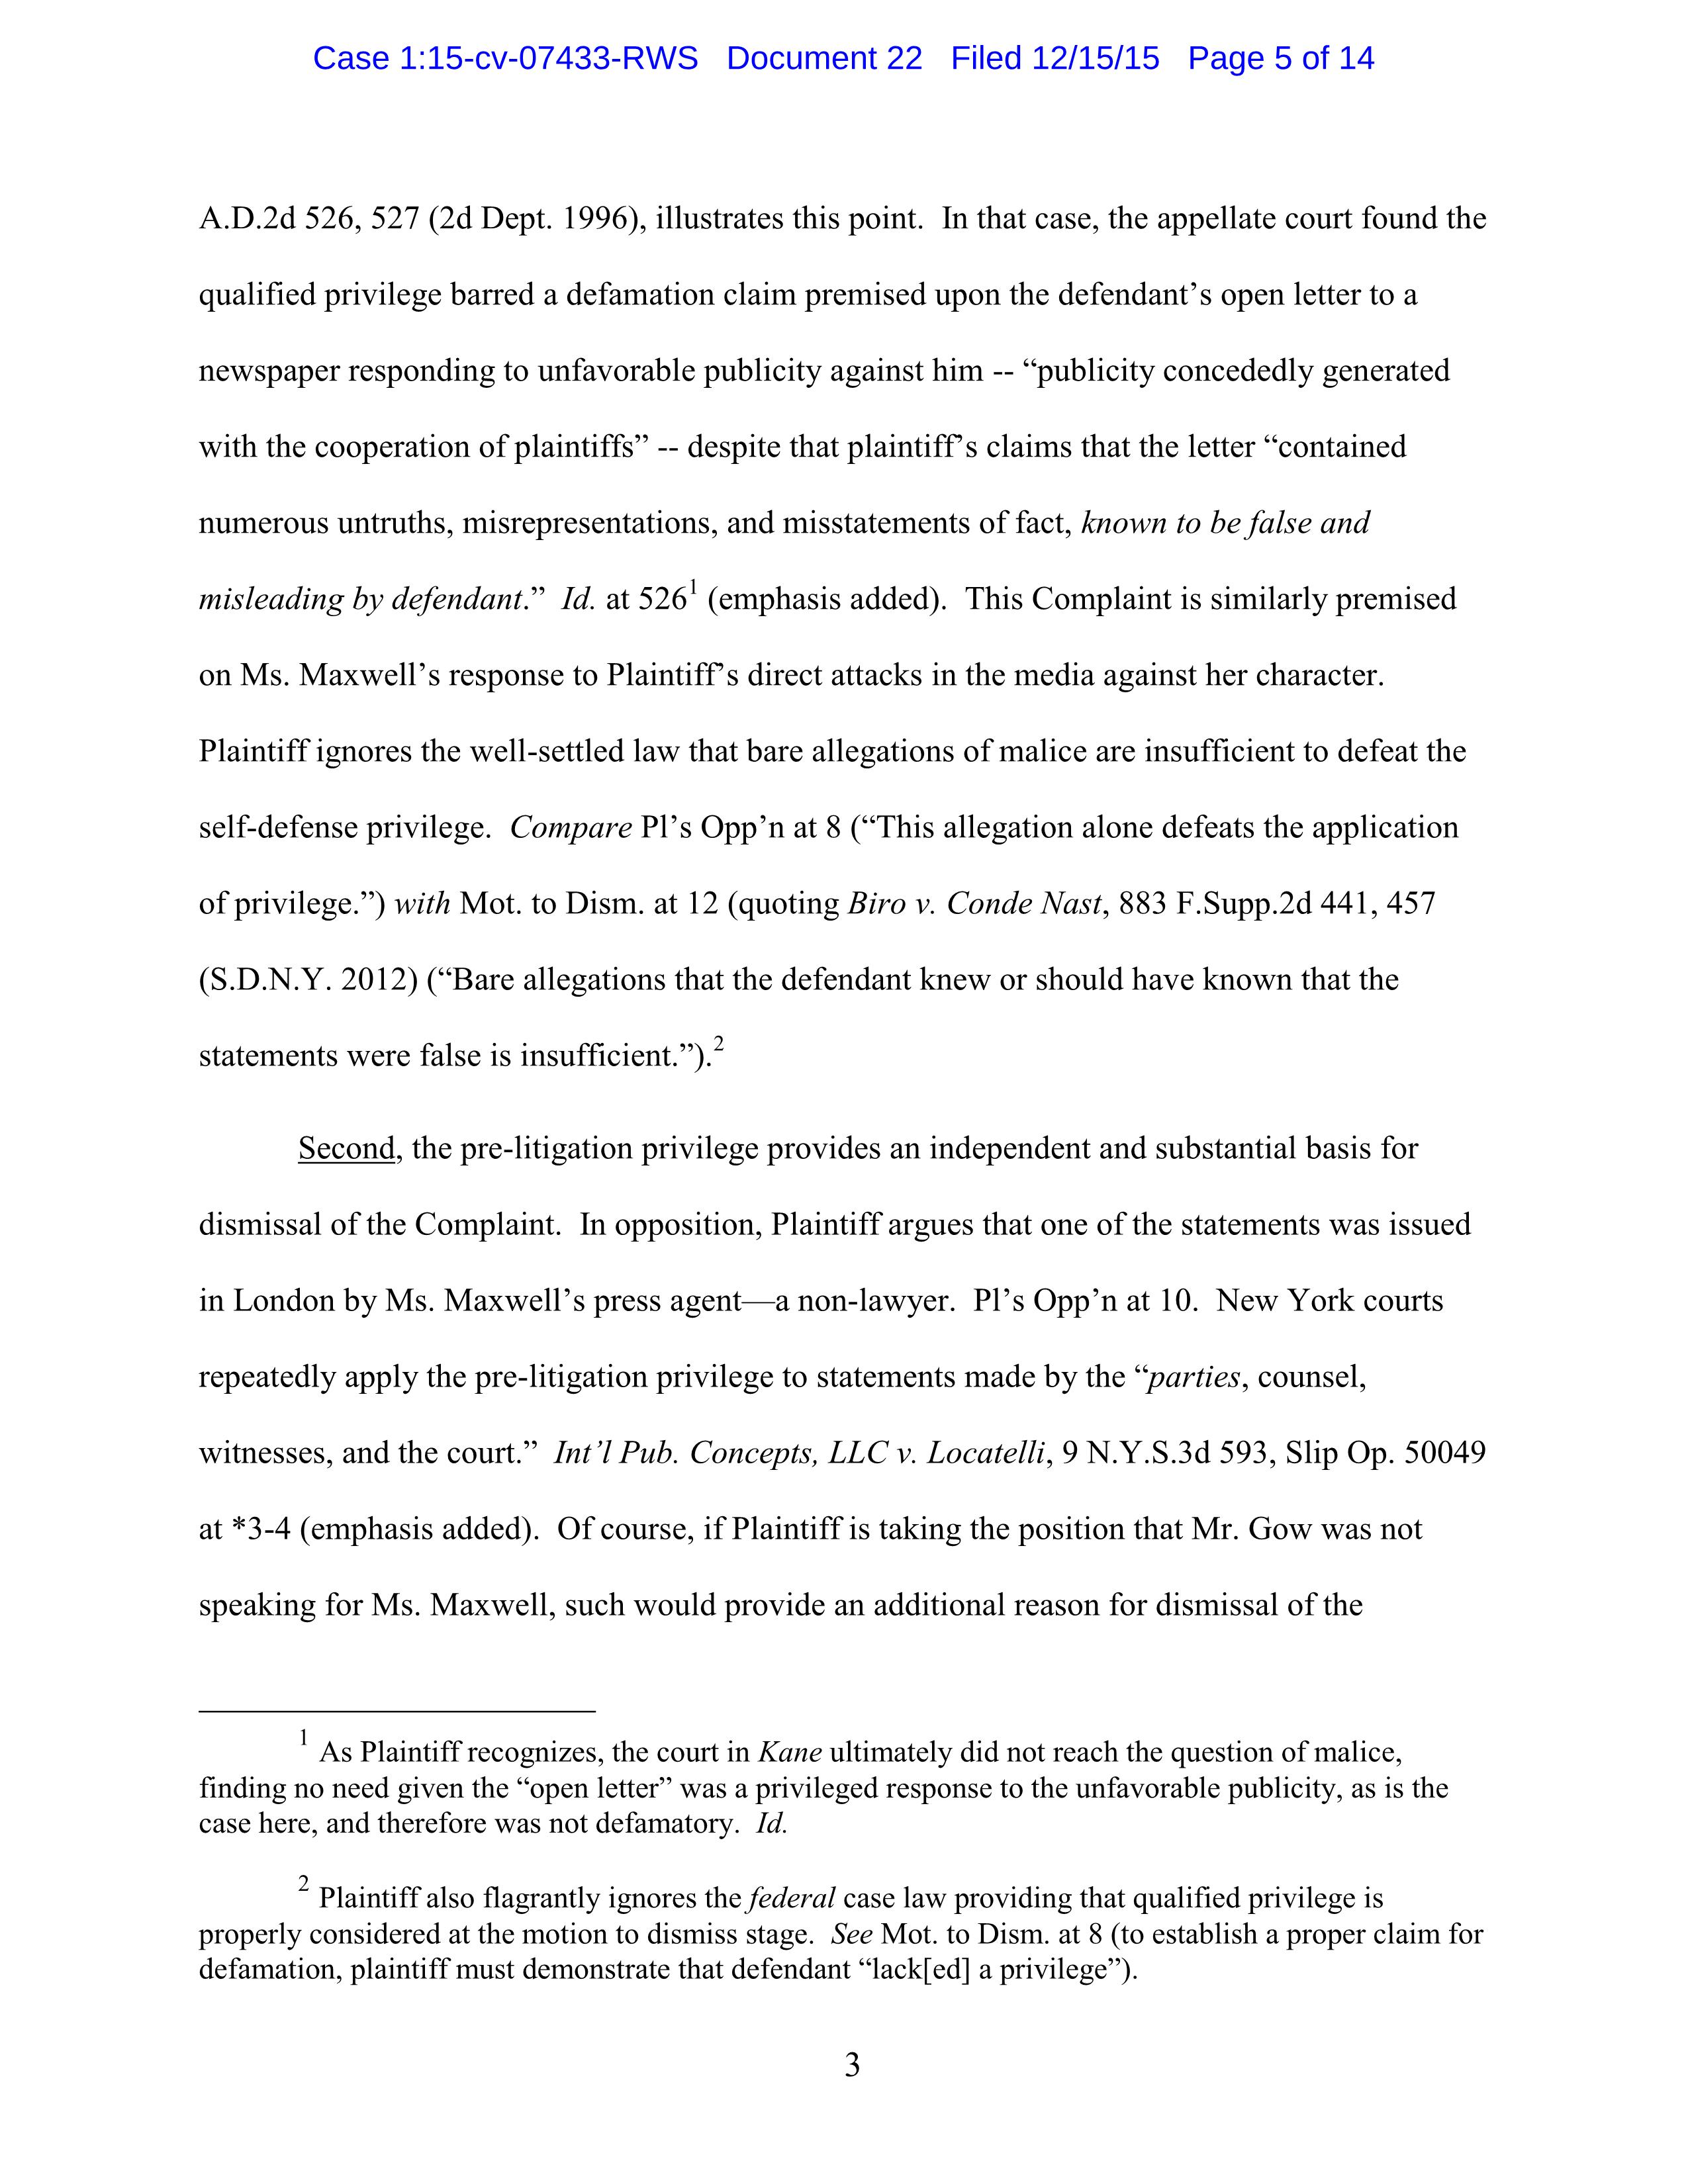 Case 1:15-cv-07433-RWS Document 22 Filed 12/15/15 Page 5 of 14
A.D.2d 526, 527 (2d Dept. 1996), illustrates this point.  In that case, the appellate court found the
qualified privilege barred a defamation claim premised upon the defendant’s open letter to a
newspaper responding to unfavorable publicity against him -- “publicity concededly generated
with the cooperation of plaintiffs” -- despite that plaintiff’s claims that the letter “contained
numerous untruths, misrepresentations, and misstatements of fact, known to be false and
misleading by defendant.”  Id. at 526¹ (emphasis added).  This Complaint is similarly premised
on Ms. Maxwell’s response to Plaintiff’s direct attacks in the media against her character.
Plaintiff ignores the well-settled law that bare allegations of malice are insufficient to defeat the
self-defense privilege.  Compare Pl’s Opp’n at 8 (“This allegation alone defeats the application
of privilege.”) with Mot. to Dism. at 12 (quoting Biro v. Conde Nast, 883 F.Supp.2d 441, 457
(S.D.N.Y. 2012) (“Bare allegations that the defendant knew or should have known that the
statements were false is insufficient.”).²
Second, the pre-litigation privilege provides an independent and substantial basis for
dismissal of the Complaint.  In opposition, Plaintiff argues that one of the statements was issued
in London by Ms. Maxwell’s press agent—a non-lawyer.  Pl’s Opp’n at 10.  New York courts
repeatedly apply the pre-litigation privilege to statements made by the “parties, counsel,
witnesses, and the court.”  Int’l Pub. Concepts, LLC v. Locatelli, 9 N.Y.S.3d 593, Slip Op. 50049
at *3-4 (emphasis added).  Of course, if Plaintiff is taking the position that Mr. Gow was not
speaking for Ms. Maxwell, such would provide an additional reason for dismissal of the
¹ As Plaintiff recognizes, the court in Kane ultimately did not reach the question of malice,
finding no need given the “open letter” was a privileged response to the unfavorable publicity, as is the
case here, and therefore was not defamatory.  Id.
² Plaintiff also flagrantly ignores the federal case law providing that qualified privilege is
properly considered at the motion to dismiss stage.  See Mot. to Dism. at 8 (to establish a proper claim for
defamation, plaintiff must demonstrate that defendant “lack[ed] a privilege”).
3